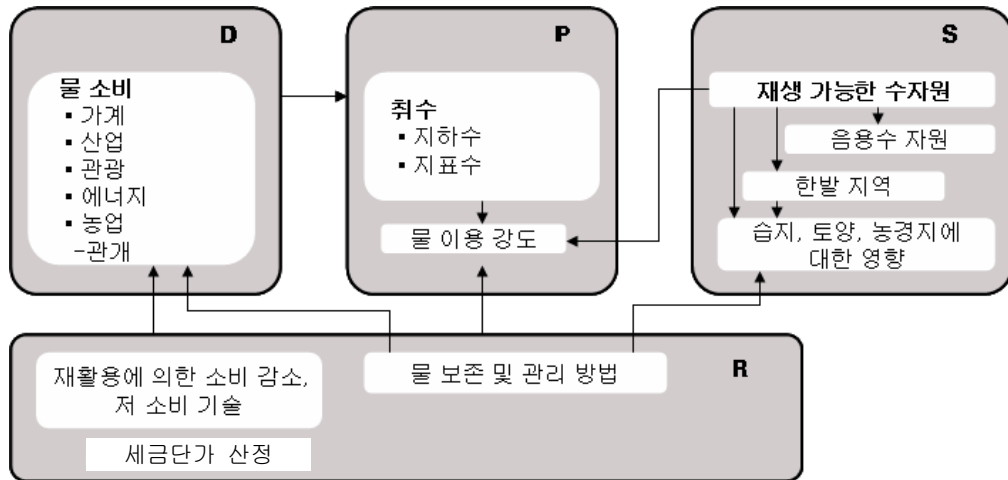 D
물 소비
▪ 가계
▪ 산업
▪ 관광
▪ 에너지
▪ 농업
-관개
P
취수
▪ 지하수
▪ 지표수
물 이용 강도
S
재생 가능한 수자원
음용수 자원
한발 지역
습지, 토양, 농경지에
대한 영향
재활용에 의한 소비 감소,
저 소비 기술
세금단가 산정
물 보존 및 관리 방법
R